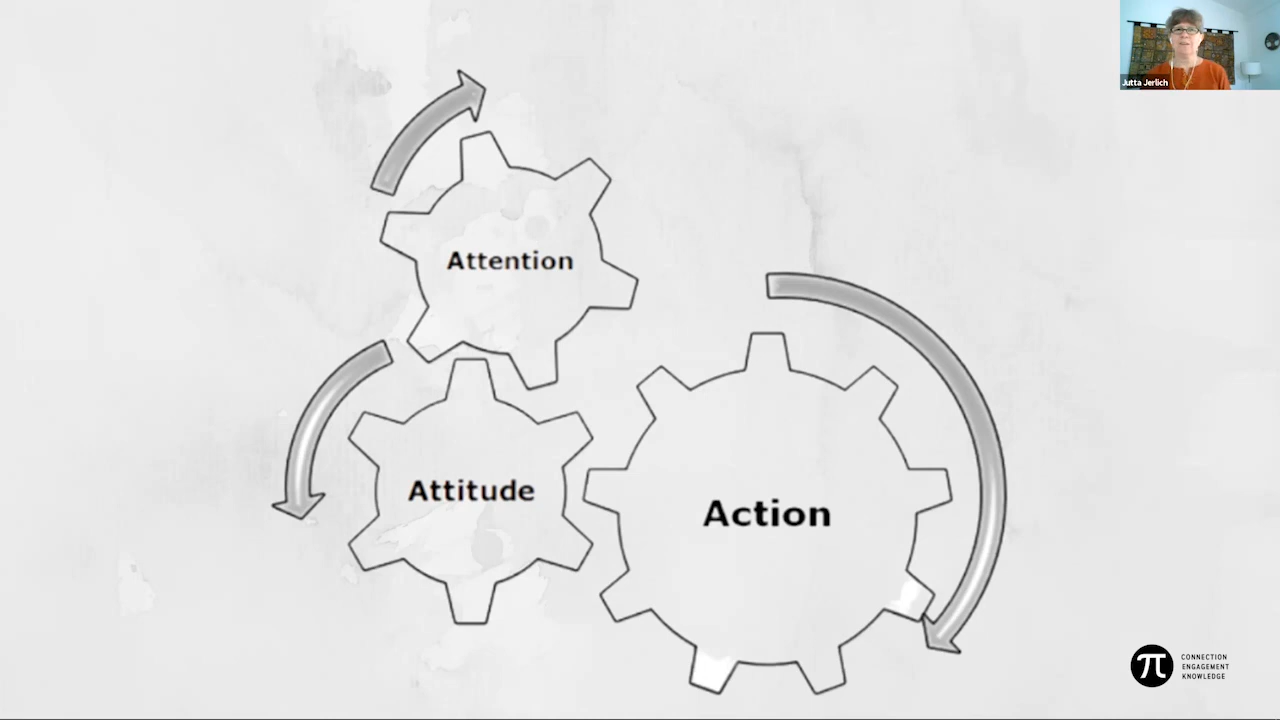 Jutta Jerlich
Attention
Attitude
Action
π
CONNECTION
ENGAGEMENT
KNOWLEDGE